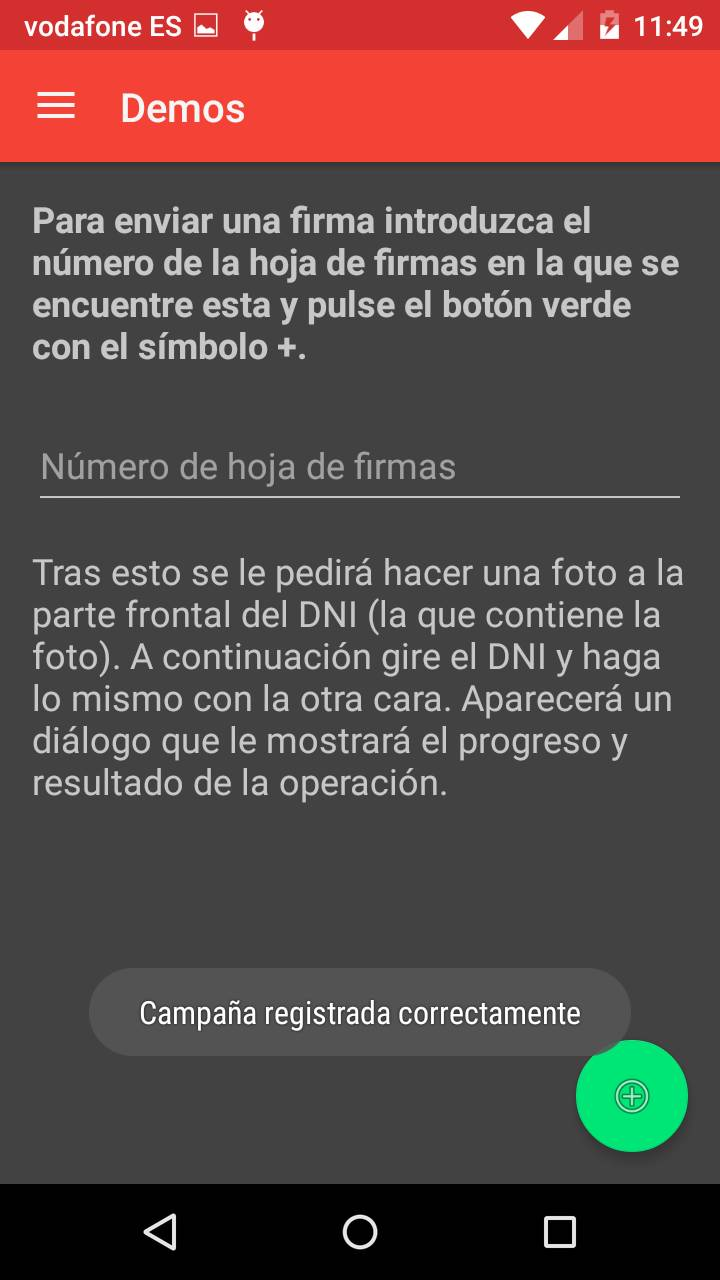 vodafone ES 11:49
Demos
Para enviar una firma introduzca el
número de la hoja de firmas en la que se
encuentre esta y pulse el botón verde
con el símbolo +.
Número de hoja de firmas
Tras esto se le pedirá hacer una foto a la
parte frontal del DNI (la que contiene la
foto). A continuación gire el DNI y haga
lo mismo con la otra cara. Aparecerá un
diálogo que le mostrará el progreso y
resultado de la operación.
Campaña registrada correctamente